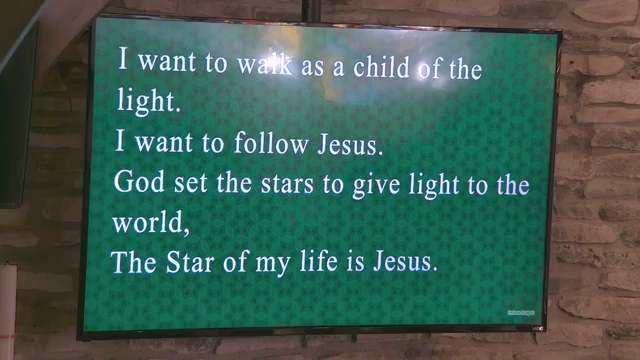 I want to walk as a child of the
light.
I want to follow Jesus.
God set the stars to give light to the
world,
The Star of my life is Jesus.